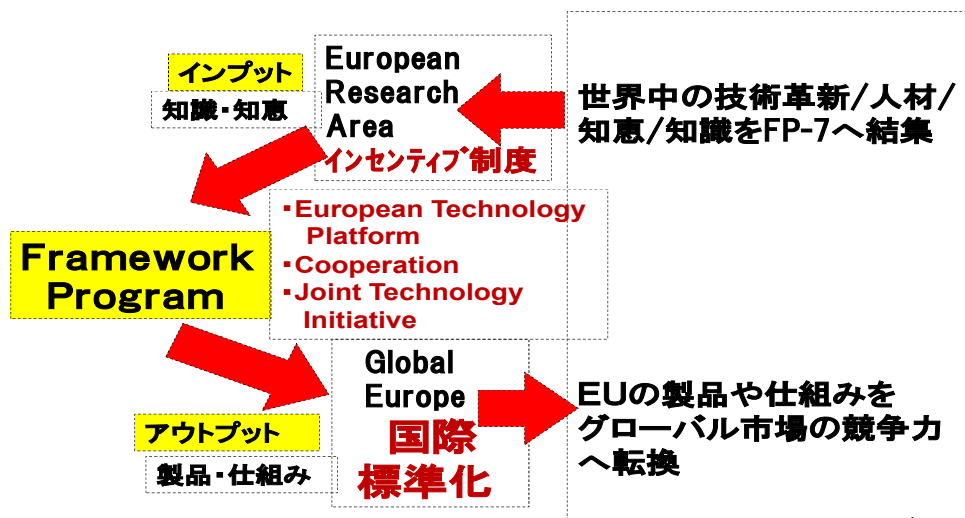 インプット
知識・知恵
European
Research
Area
インセンティブ制度
世界中の技術革新/人材/
知恵/知識をFP-7へ結集
Framework
Program
・European Technology
Platform
・Cooperation
・Joint Technology
Initiative
Global
Europe
国際
標準化
アウトプット
製品・仕組み
EUの製品や仕組みを
グローバル市場の競争力
へ転換